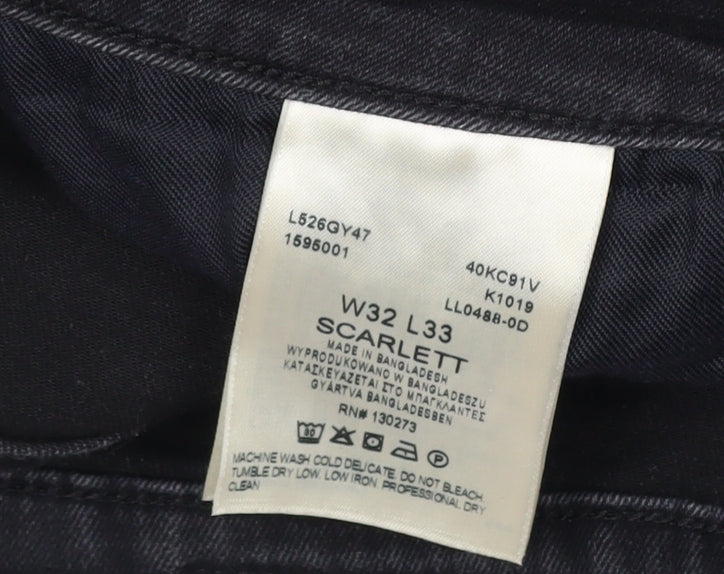 L526GY47
1595001
40KC91V
K1019
LL0488-0D
W32 L33
SCARLETT
MADE IN BANGLADESH
WYPRODUKOWANO W BANGLADESZU
ΚΑΤΑΣΚΕΥΑΖΕΤΑΙ ΣΤΟ ΜΠΑΓΚΛΑΝΤΕΣ
GYÁRTVA BANGLADESBEN
RN# 130273
30 P
MACHINE WASH COLD DELICATE. DO NOT BLEACH.
TUMBLE DRY LOW. LOW IRON. PROFESSIONAL DRY
CLEAN